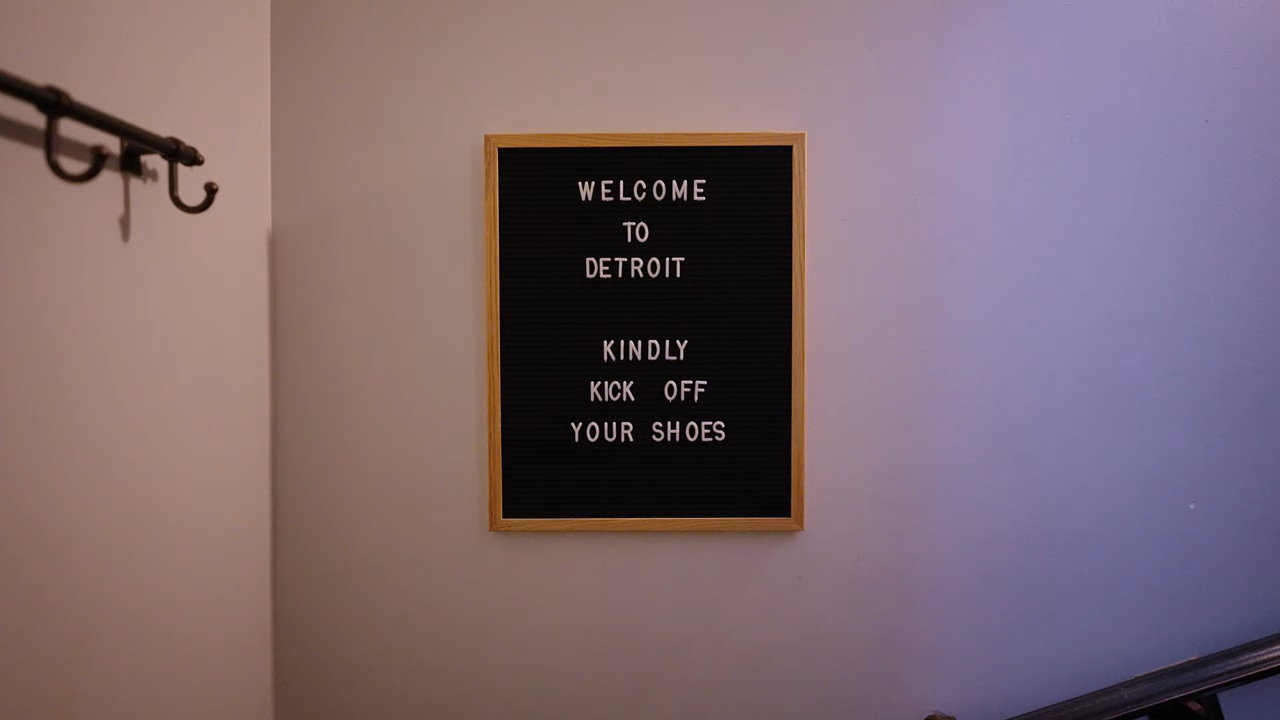 WELCOME
TO
DETROIT
KINDLY
KICK OFF
YOUR SHOES